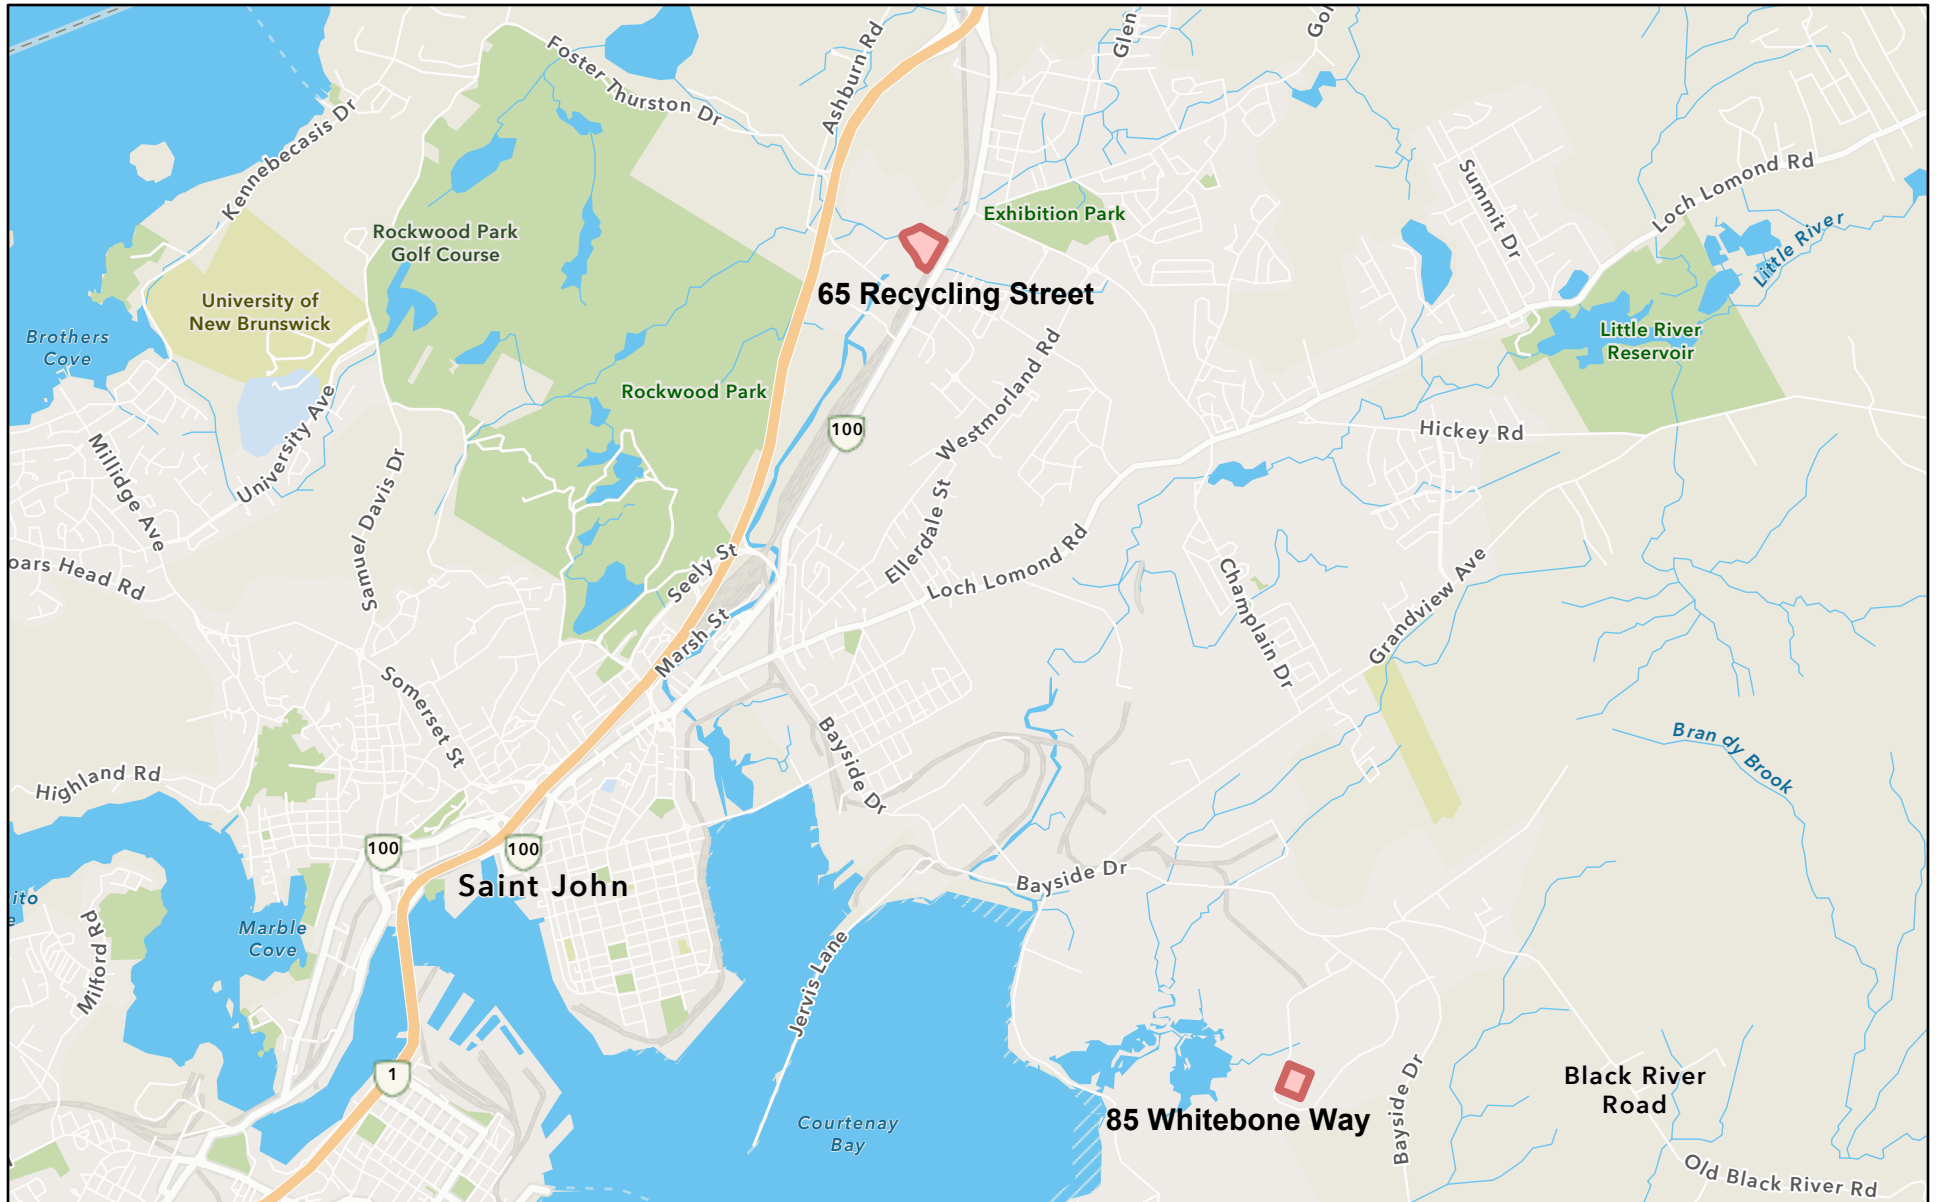 Foster Thurston Dr
Ashburn Rd
Glen
Gol
Kennebecasis Dr
Summit Dr
Loch Lomond Rd
Exhibition Park
Rockwood Park
Golf Course
Little River
University of
New Brunswick
65 Recycling Street
Brothers
Cove
Little River
Reservoir
Rockwood Park
Westmorland Rd
100
Hickey Rd
Millidge Ave
University Ave
Samuel Davis Dr
Ellerdale St
oars Head Rd
Seely St
Loch Lomond Rd
Champlain Dr
Grandview Ave
Marsh St
Somerset St
Bayside Dr
Bran dy Brook
Highland Rd
100
100
Saint John
Bayside Dr
ito
e
Milford Rd
Marble
Cove
Jervis Lane
1
Black River
Road
85 Whitebone Way
Bayside Dr
Courtenay
Bay
Old Black River Rd